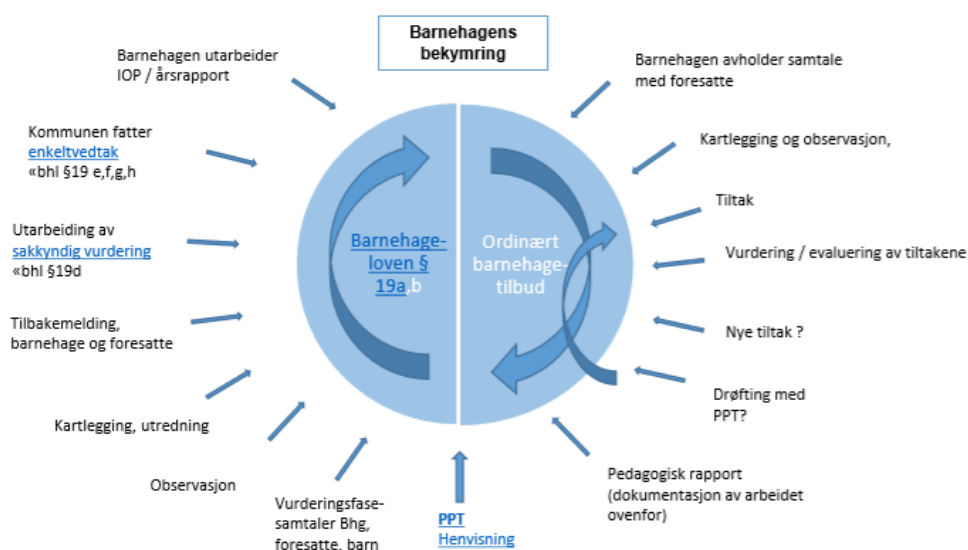 Barnehagens
bekymring
Barnehagen avholder samtale
med foresatte
Kartlegging og observasjon,
Tiltak
Vurdering / evaluering av tiltakene
Nye tiltak ?
Drøfting med
PPT?
Pedagogisk rapport
(dokumentasjon av arbeidet
ovenfor)
PPT
Henvisning
Vurderingsfase-
samtaler Bhg,
foresatte, barn
Observasjon
Kartlegging, utredning
Tilbakemelding,
barnehage og foresatte
Utarbeiding av
sakkyndig vurdering
«bhl §19d
Kommunen fatter
enkeltvedtak
«bhl §19 e,f,g,h
Barnehagen utarbeider
IOP / årsrapport
Barnehage-
loven §
19a,b
Ordinært
barnehage-
tilbud